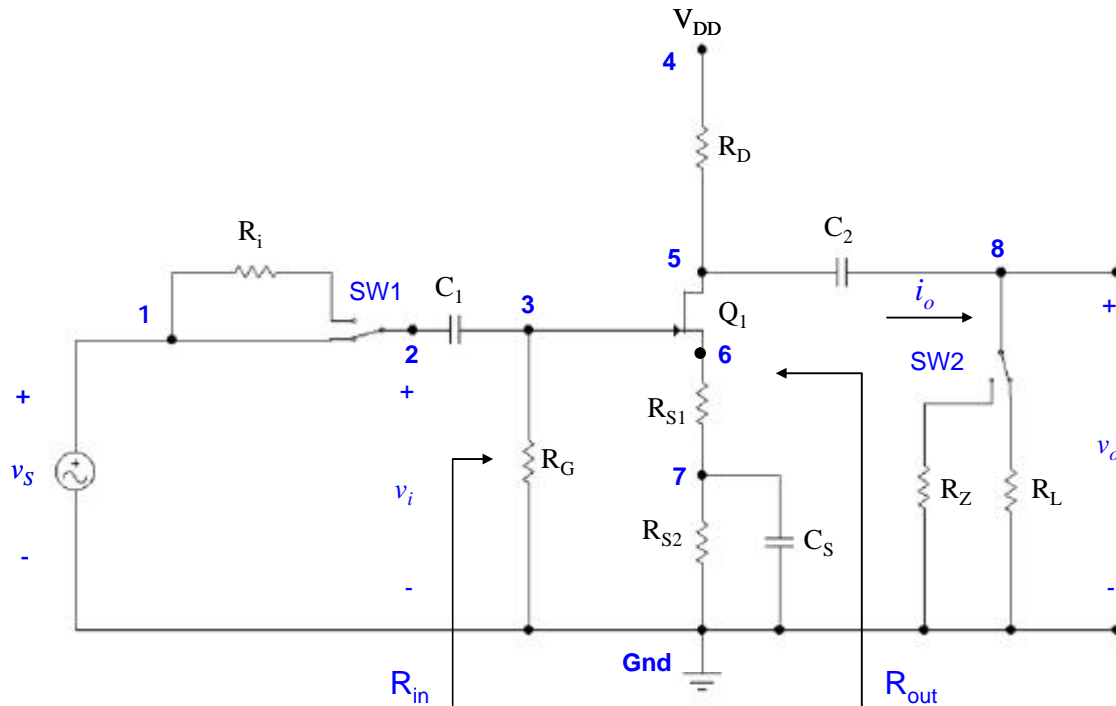 V_DD
4
R_D
R_i
C_2
5
8
SW1
C_1
1
3
i_o
Q_1
2
6
+
SW2
+
+
R_S1
v_S
R_G
7
v_o
v_i
R_Z
R_L
R_S2
C_S
-
-
-
Gnd
R_in
R_out